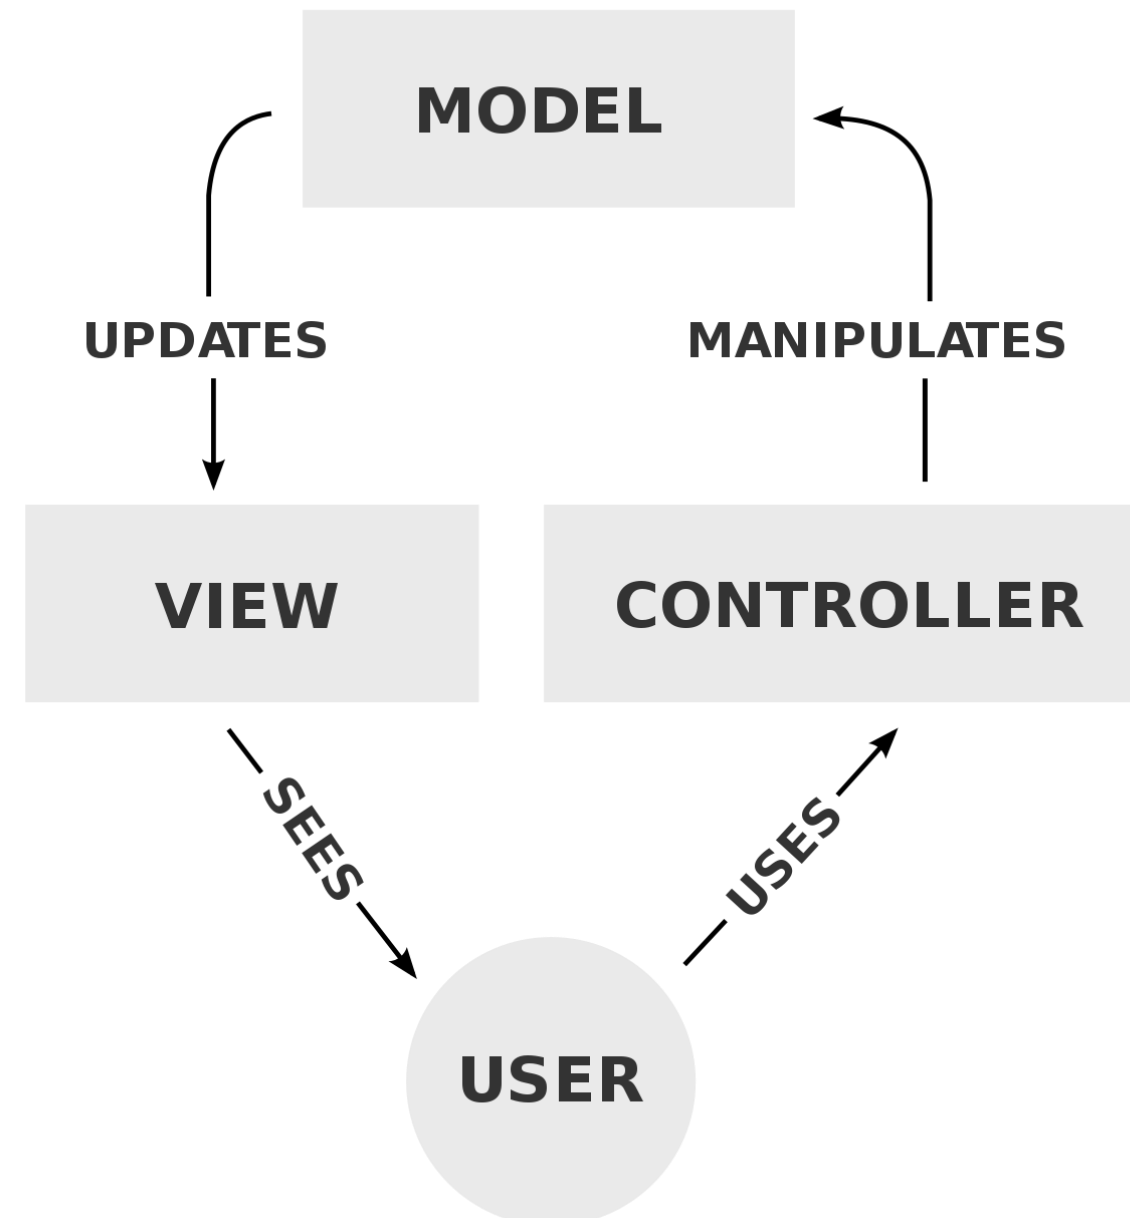 MODEL
UPDATES
MANIPULATES
VIEW
CONTROLLER
SEES
USES
USER